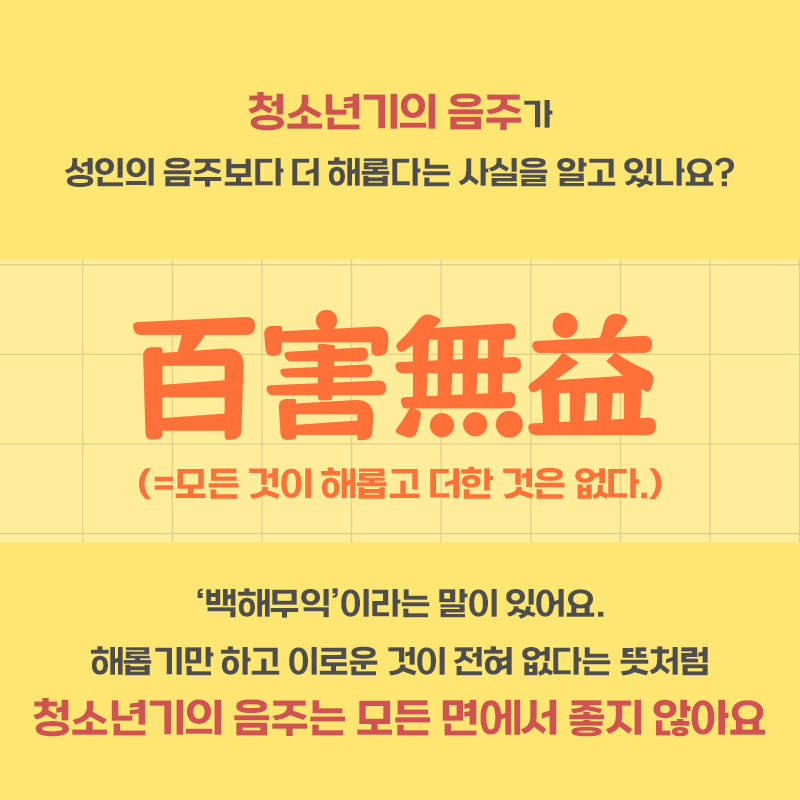 청소년기의 음주가
성인의 음주보다 더 해롭다는 사실을 알고 있나요?
百害無益
(=모든 것이 해롭고 더한 것은 없다.)
‘백해무익’이라는 말이 있어요.
해롭기만 하고 이로운 것이 전혀 없다는 뜻처럼
청소년기의 음주는 모든 면에서 좋지 않아요